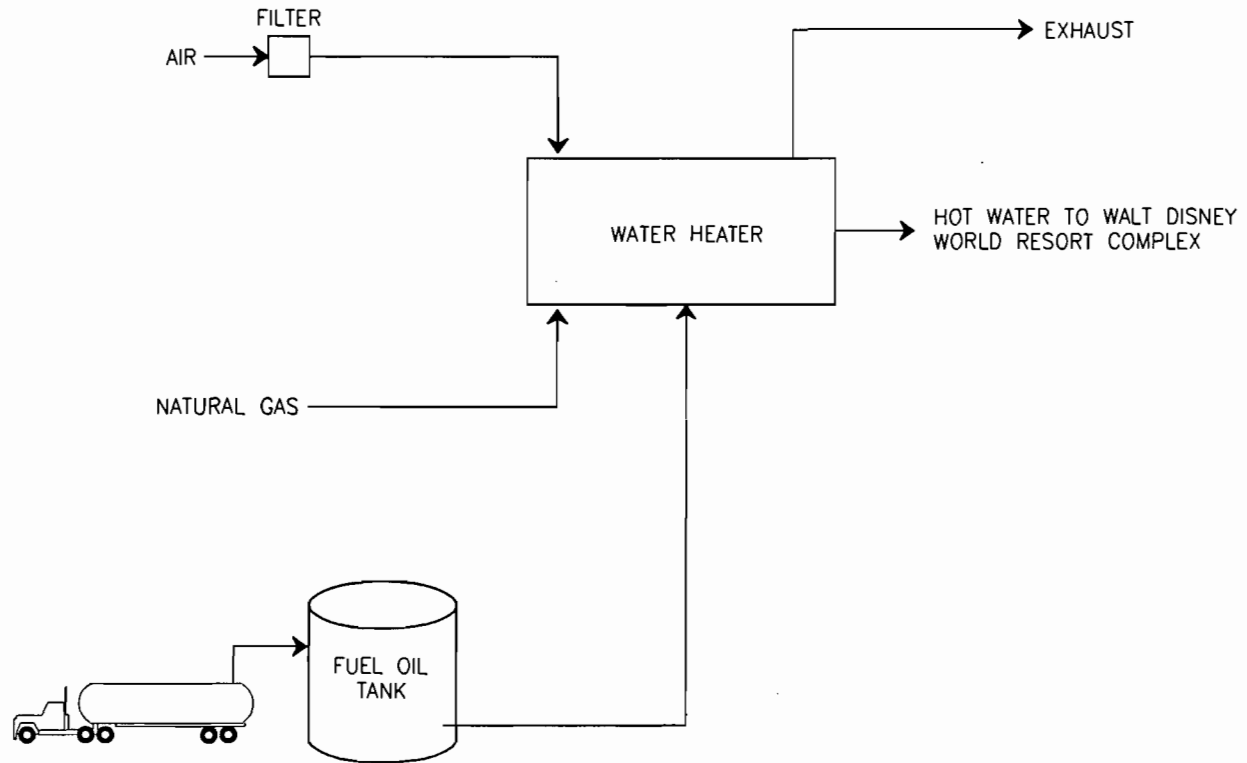 FILTER
AIR
EXHAUST
WATER HEATER
HOT WATER TO WALT DISNEY
WORLD RESORT COMPLEX
NATURAL GAS
FUEL OIL
TANK